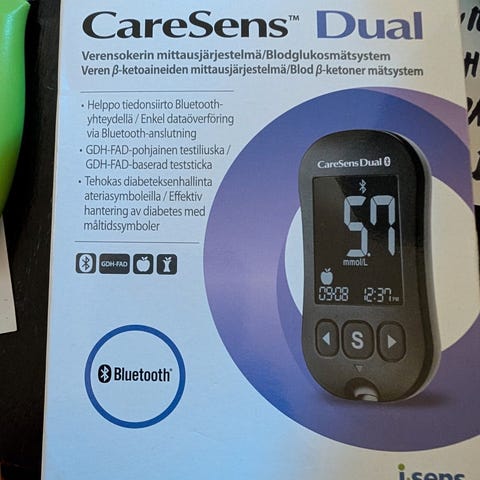 CareSens™ Dual
Verensokerin mittausjärjestelmä/Blodglukosmätsystem
Veren β-ketoaineiden mittausjärjestelmä/Blod β-ketoner mätsystem
• Helppo tiedonsiirto Bluetooth-
yhteydellä / Enkel dataöverföring
via Bluetooth-anslutning
• GDH-FAD-pohjainen testiliuska /
GDH-FAD-baserad teststicka
• Tehokas diabeteksenhallinta
ateriasymboleilla / Effektiv
hantering av diabetes med
måltidssymboler
GDH-FAD
Bluetooth®
CareSens Dual
5.7
mmol/L
09-08 12:37 PM
S
i-sens